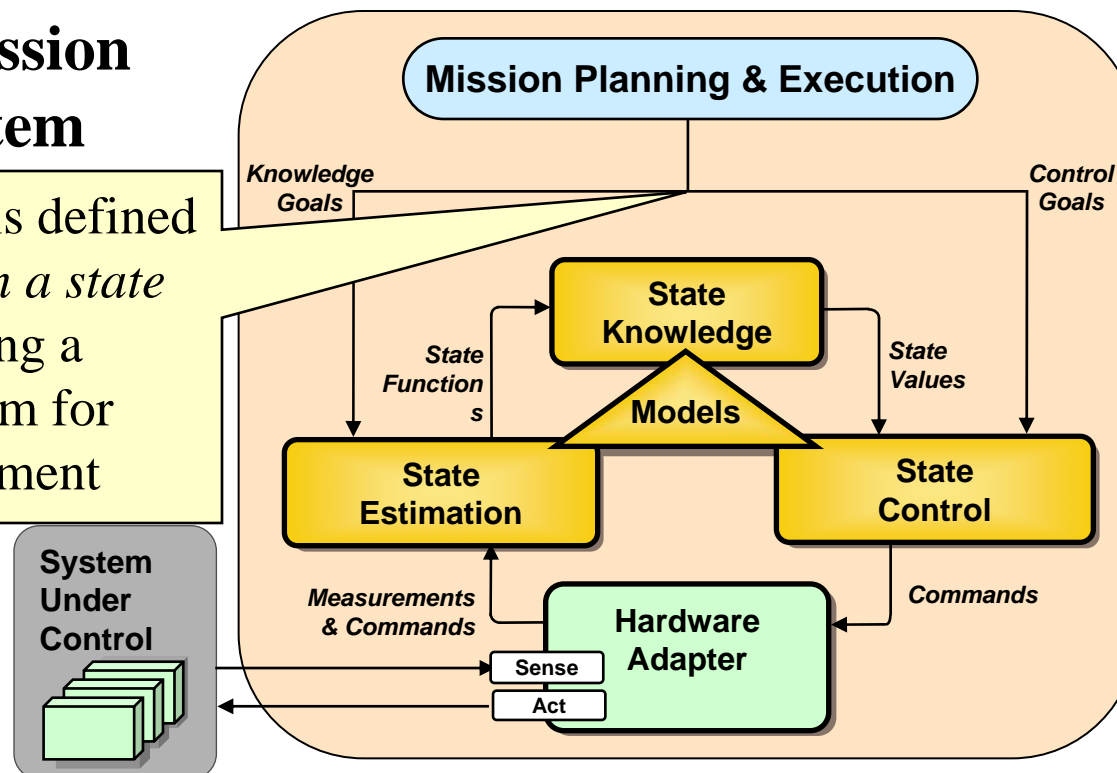 ssion
tem
Mission Planning & Execution
Knowledge
Goals
Control
Goals
s defined
n a state
ng a
m for
ment
State
Knowledge
State
Function
s
State
Values
Models
State
Estimation
State
Control
System
Under
Control
Measurements
& Commands
Commands
Hardware
Adapter
Sense
Act